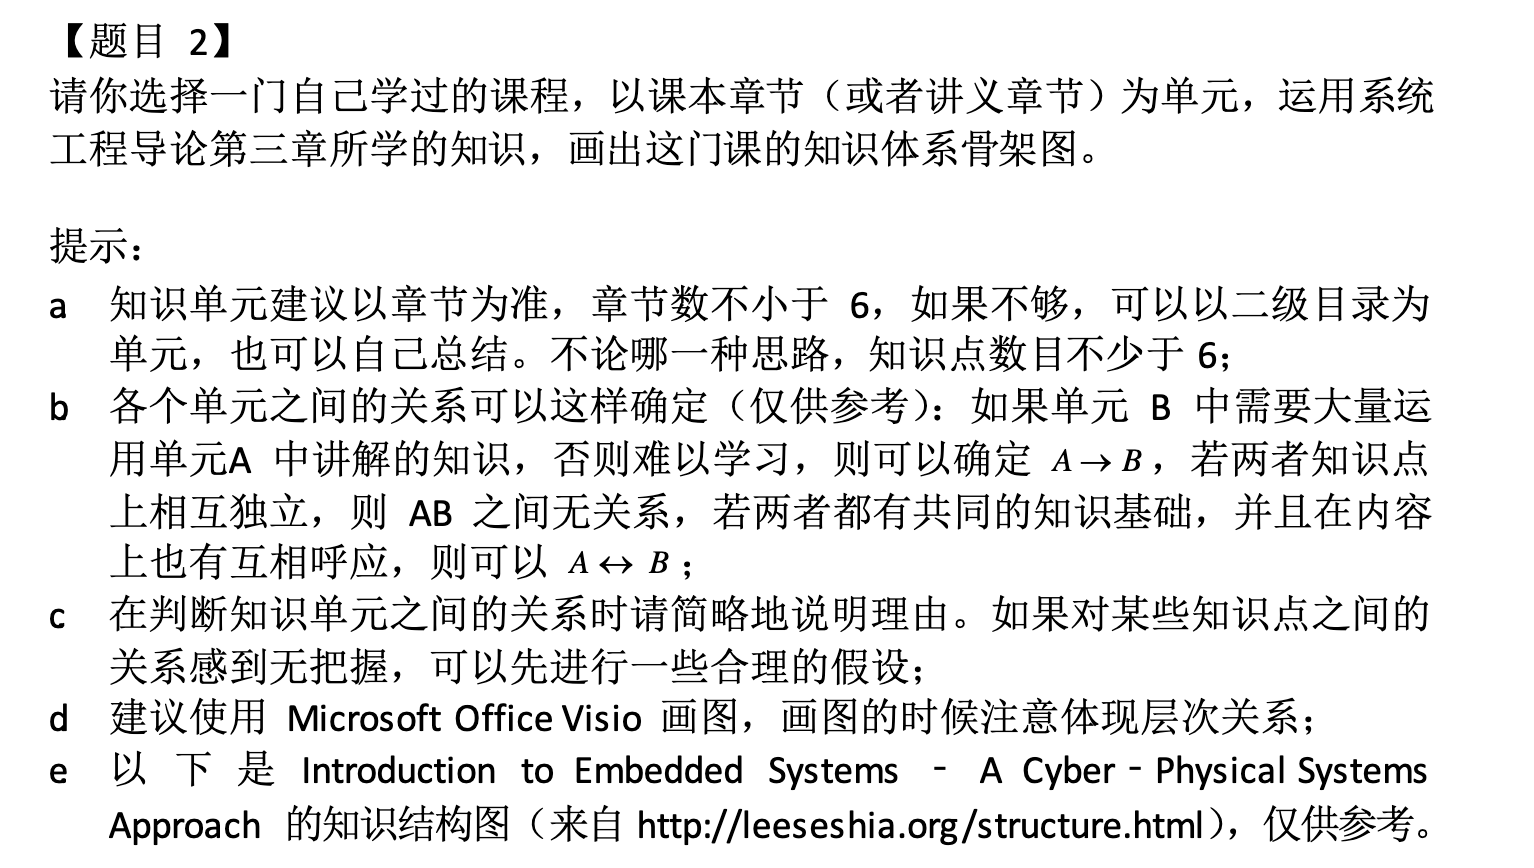 【题目 2】
请你选择一门自己学过的课程，以课本章节（或者讲义章节）为单元，运用系统
工程导论第三章所学的知识，画出这门课的知识体系骨架图。
提示：
a 知识单元建议以章节为准，章节数不小于 6，如果不够，可以以二级目录为
单元，也可以自己总结。不论哪一种思路，知识点数目不少于 6；
b 各个单元之间的关系可以这样确定（仅供参考）：如果单元 B 中需要大量运
用单元A 中讲解的知识，否则难以学习，则可以确定 A → B，若两者知识点
上相互独立，则 AB 之间无关系，若两者都有共同的知识基础，并且在内容
上也有互相呼应，则可以 A ↔ B；
c 在判断知识单元之间的关系时请简略地说明理由。如果对某些知识点之间的
关系感到无把握，可以先进行一些合理的假设；
d 建议使用 Microsoft Office Visio 画图，画图的时候注意体现层次关系；
e 以下是 Introduction to Embedded Systems - A Cyber-Physical Systems
Approach 的知识结构图（来自 http://leeseshia.org/structure.html），仅供参考。